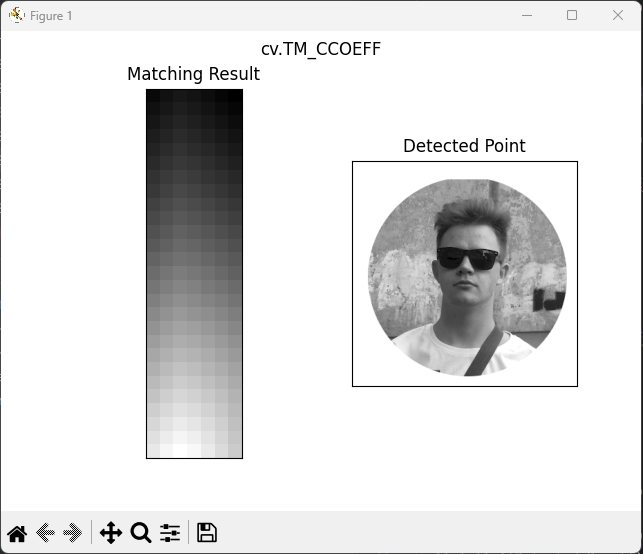 Figure 1
cv.TM_CCOEFF
Matching Result
Detected Point